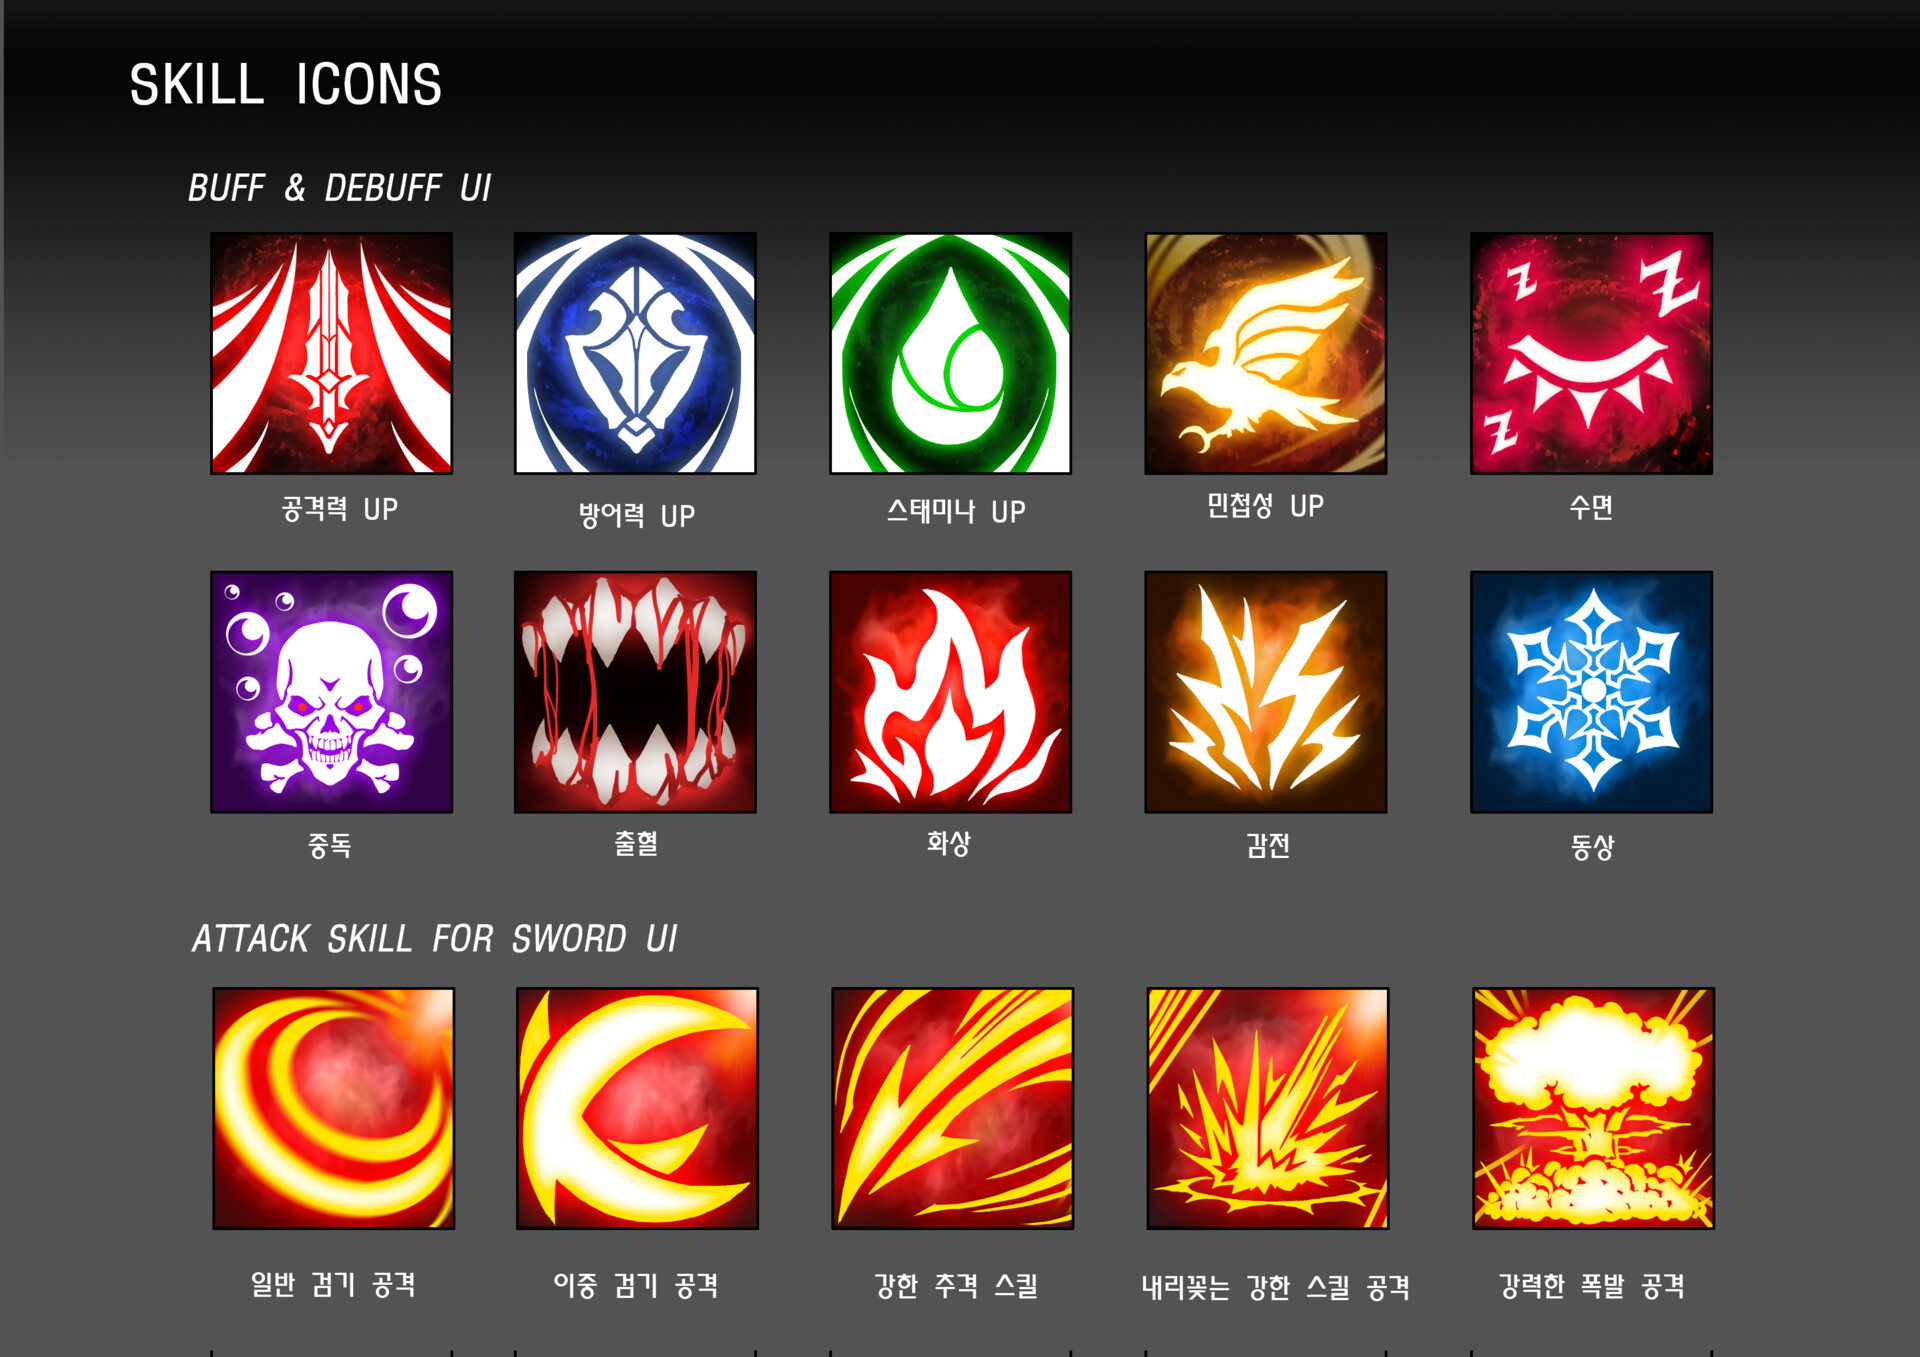 SKILL ICONS
BUFF & DEBUFF UI
공격력 UP
방어력 UP
스태미나 UP
민첩성 UP
수면
중독
출혈
화상
감전
동상
ATTACK SKILL FOR SWORD UI
일반 검기 공격
이중 검기 공격
강한 추격 스킬
내리꽂는 강한 스킬 공격
강력한 폭발 공격